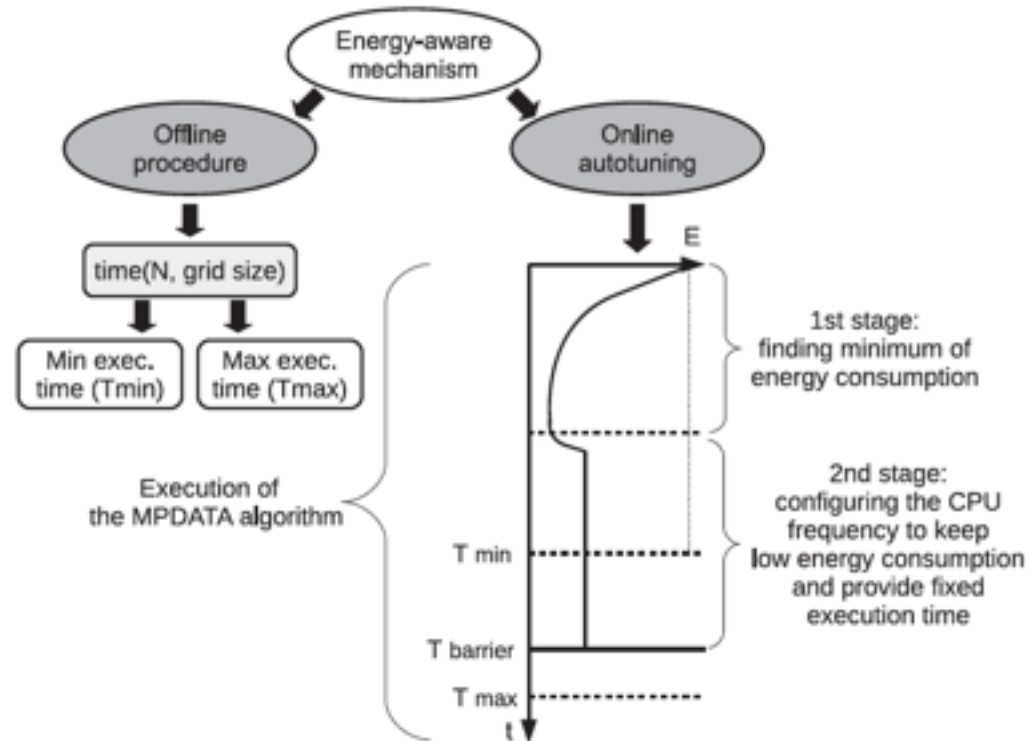 Energy-aware
mechanism
Offline
procedure
Online
autotuning
time(N, grid size)
Min exec.
time (Tmin)
Max exec.
time (Tmax)
E
1st stage:
finding minimum of
energy consumption
Execution of
the MPDATA algorithm
2nd stage:
configuring the CPU
frequency to keep
low energy consumption
and provide fixed
execution time
T min
T barrier
T max
t